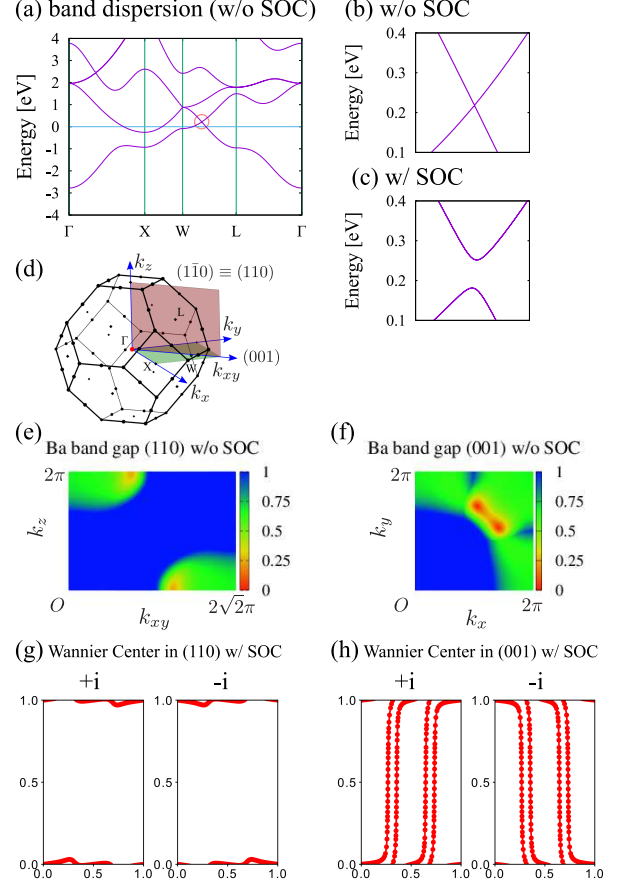 (a) band dispersion (w/o SOC)
Energy [eV]
4
3
2
1
0
-1
-2
-3
-4
Γ X W L Γ
(b) w/o SOC
Energy [eV]
0.4
0.3
0.2
0.1
(c) w/ SOC
Energy [eV]
0.4
0.3
0.2
0.1
(d)
k_z
(11̄0) ≡ (110)
L
k_y
Γ
(001)
X
W
k_xy
k_x
(e)
Ba band gap (110) w/o SOC
2π
k_z
O
k_xy
2√2π
1
0.75
0.5
0.25
0
(f)
Ba band gap (001) w/o SOC
2π
k_y
O
k_x
2π
1
0.75
0.5
0.25
0
(g) Wannier Center in (110) w/ SOC
+i -i
1.0
0.5
0.0
0.0 0.5 1.0 0.0 0.5 1.0
(h) Wannier Center in (001) w/ SOC
+i -i
1.0
0.5
0.0
0.0 0.5 1.0 0.0 0.5 1.0